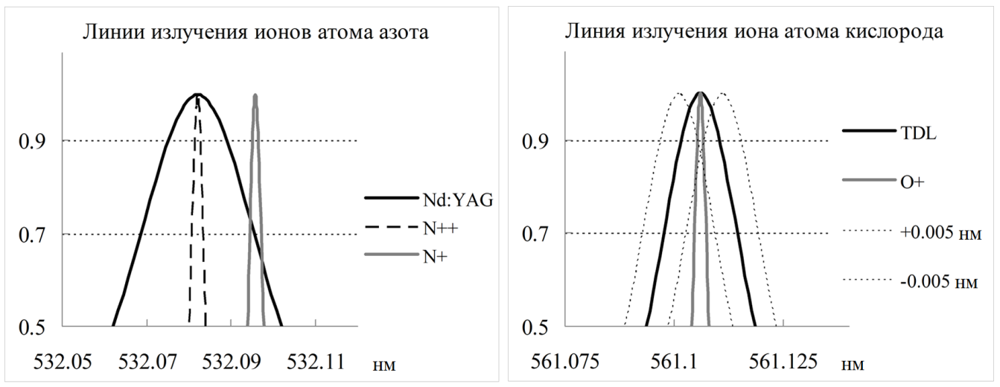 Линии излучения ионов атома азота
0.9
0.7
0.5
532.05 532.07 532.09 532.11 нм
Nd:YAG
N++
N+
Линия излучения иона атома кислорода
0.9
0.7
0.5
561.075 561.1 561.125 нм
TDL
O+
+0.005 нм
-0.005 нм